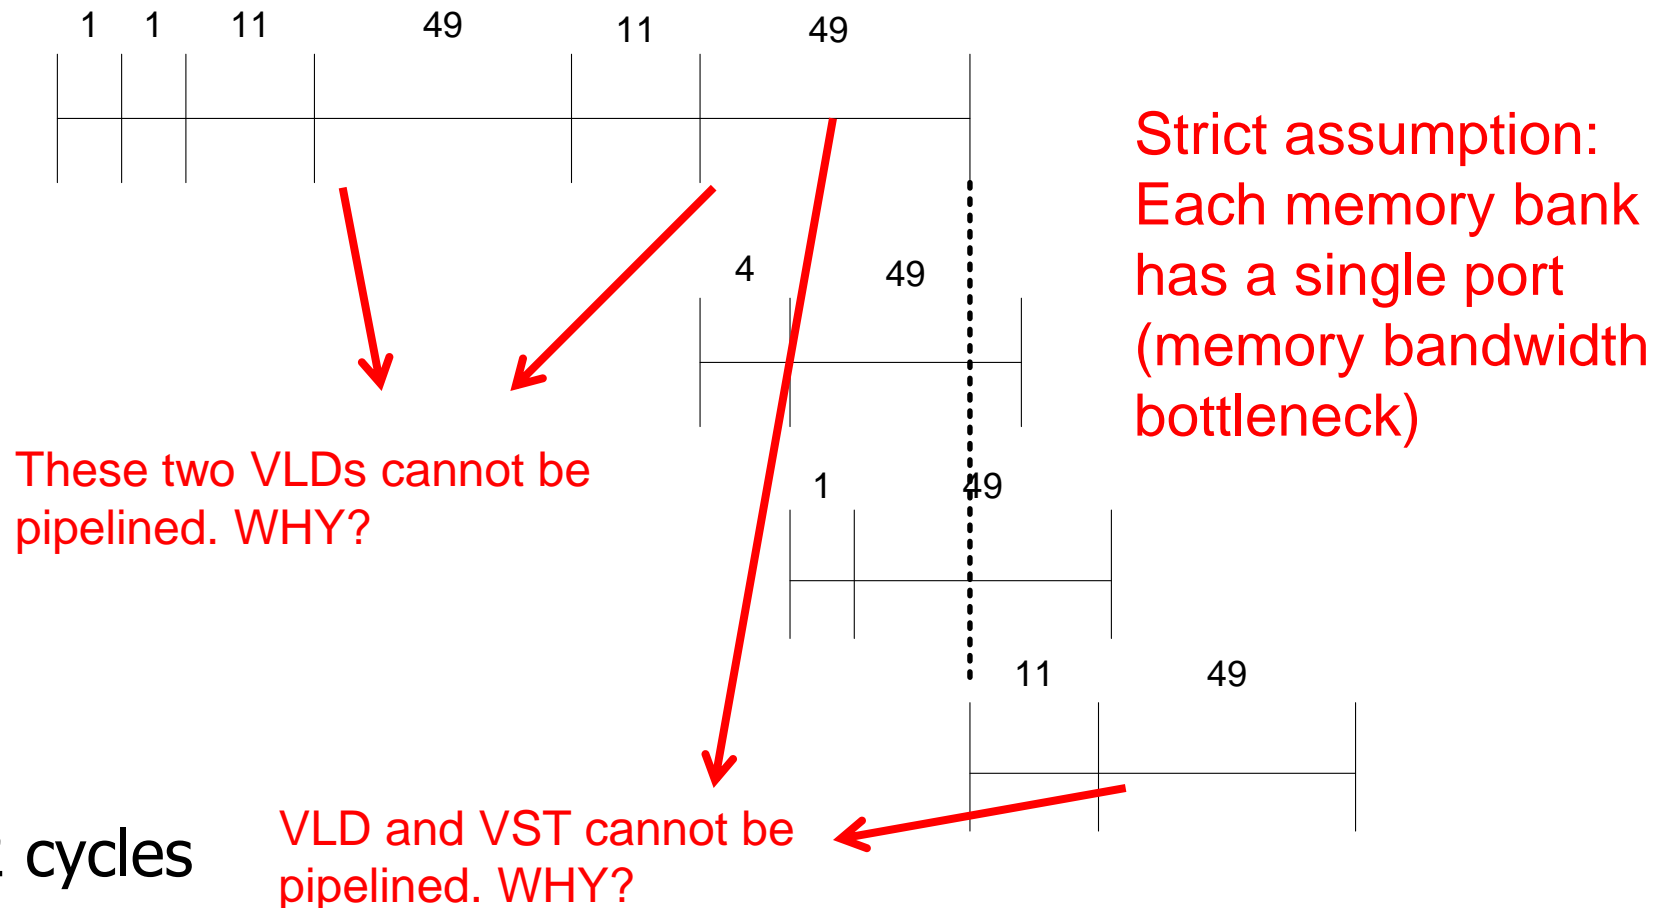 1 1 11 49 11 49
Strict assumption:
Each memory bank
has a single port
(memory bandwidth
bottleneck)
4 49
These two VLDs cannot be
pipelined. WHY?
1 49
11 49
VLD and VST cannot be
pipelined. WHY?
cycles